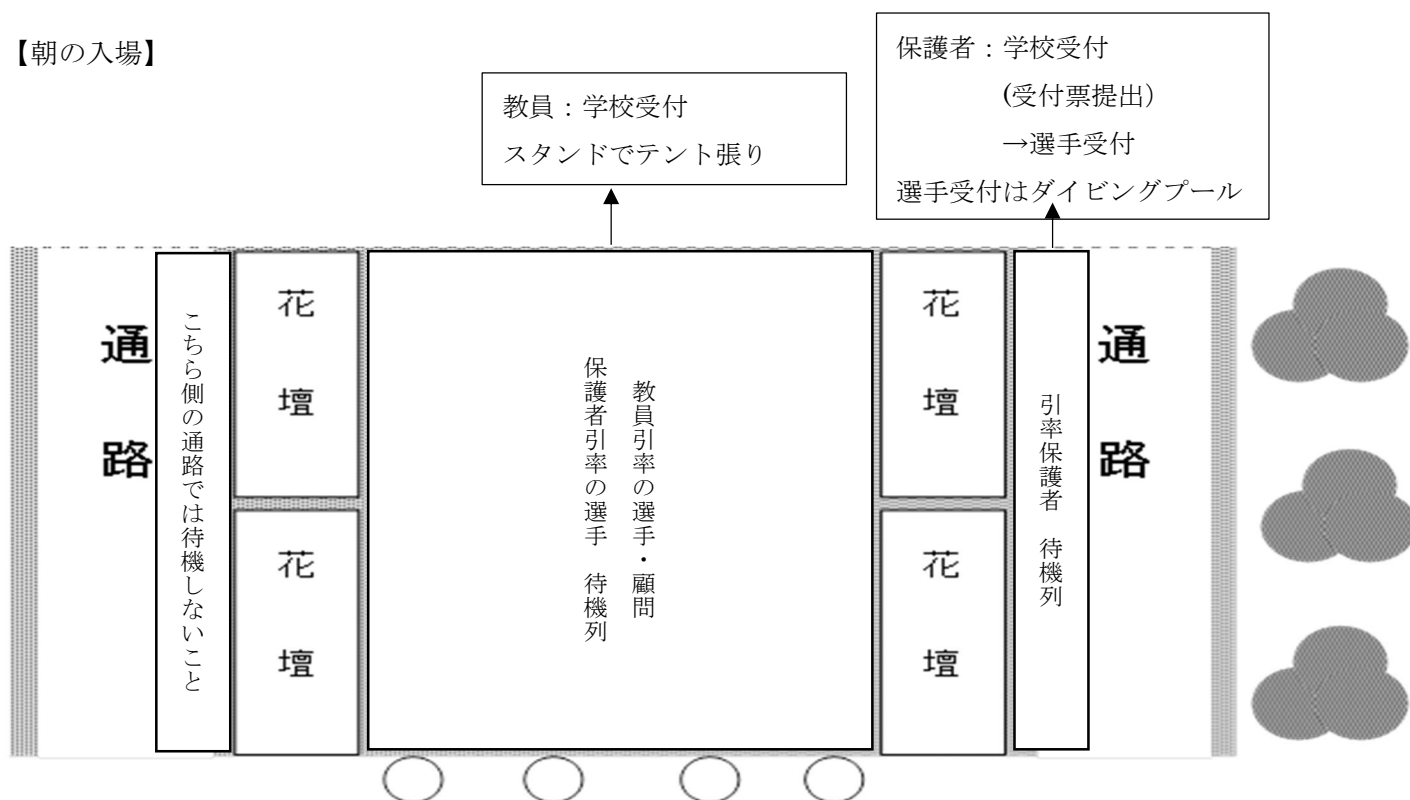 【朝の入場】
教員：学校受付
スタンドでテント張り
保護者：学校受付
(受付票提出）
→選手受付
選手受付はダイビングプール
通路
こちら側の通路では待機しないこと
花壇
花壇
教員引率の選手・顧問
保護者引率の選手　待機列
花壇
花壇
引率保護者　待機列
通路